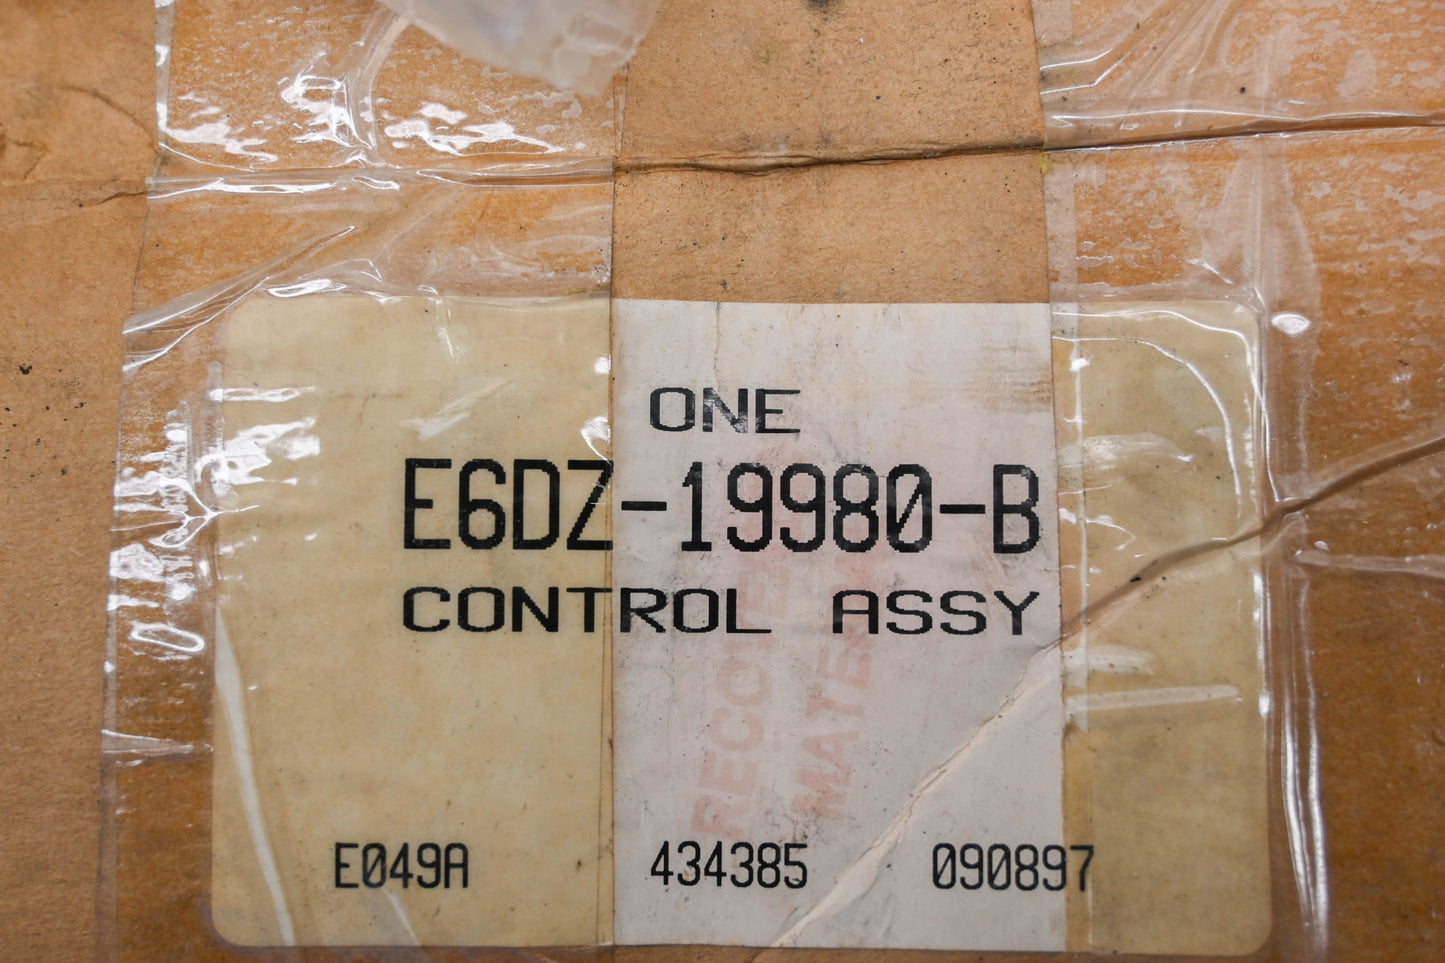 ONE
E6DZ-19980-B
CONTROL ASSY
E049A 434385 090897